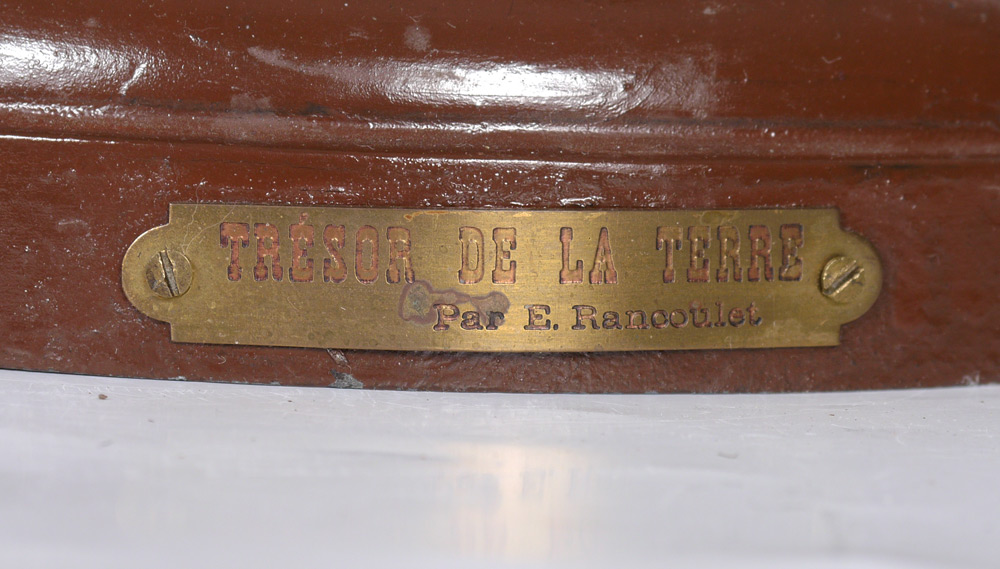 TRÉSOR DE LA TERRE
Par E. Rancoulet